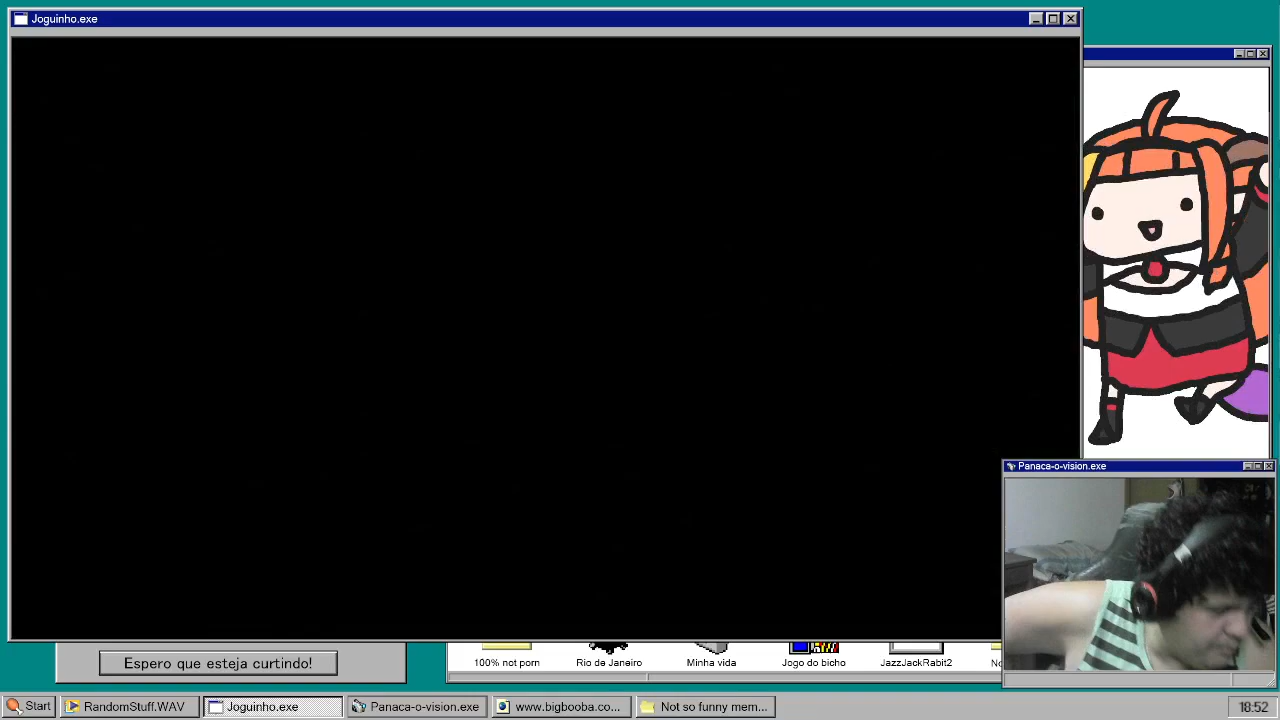 Joguinho.exe
Panaca-o-vision.exe
Espero que esteja curtindo!
100% not porn
Rio de Janeiro
Minha vida
Jogo do bicho
JazzJackRabit2
Start
RandomStuff.WAV
Joguinho.exe
Panaca-o-vision.exe
www.bigbooba.co...
Not so funny mem...
18:52